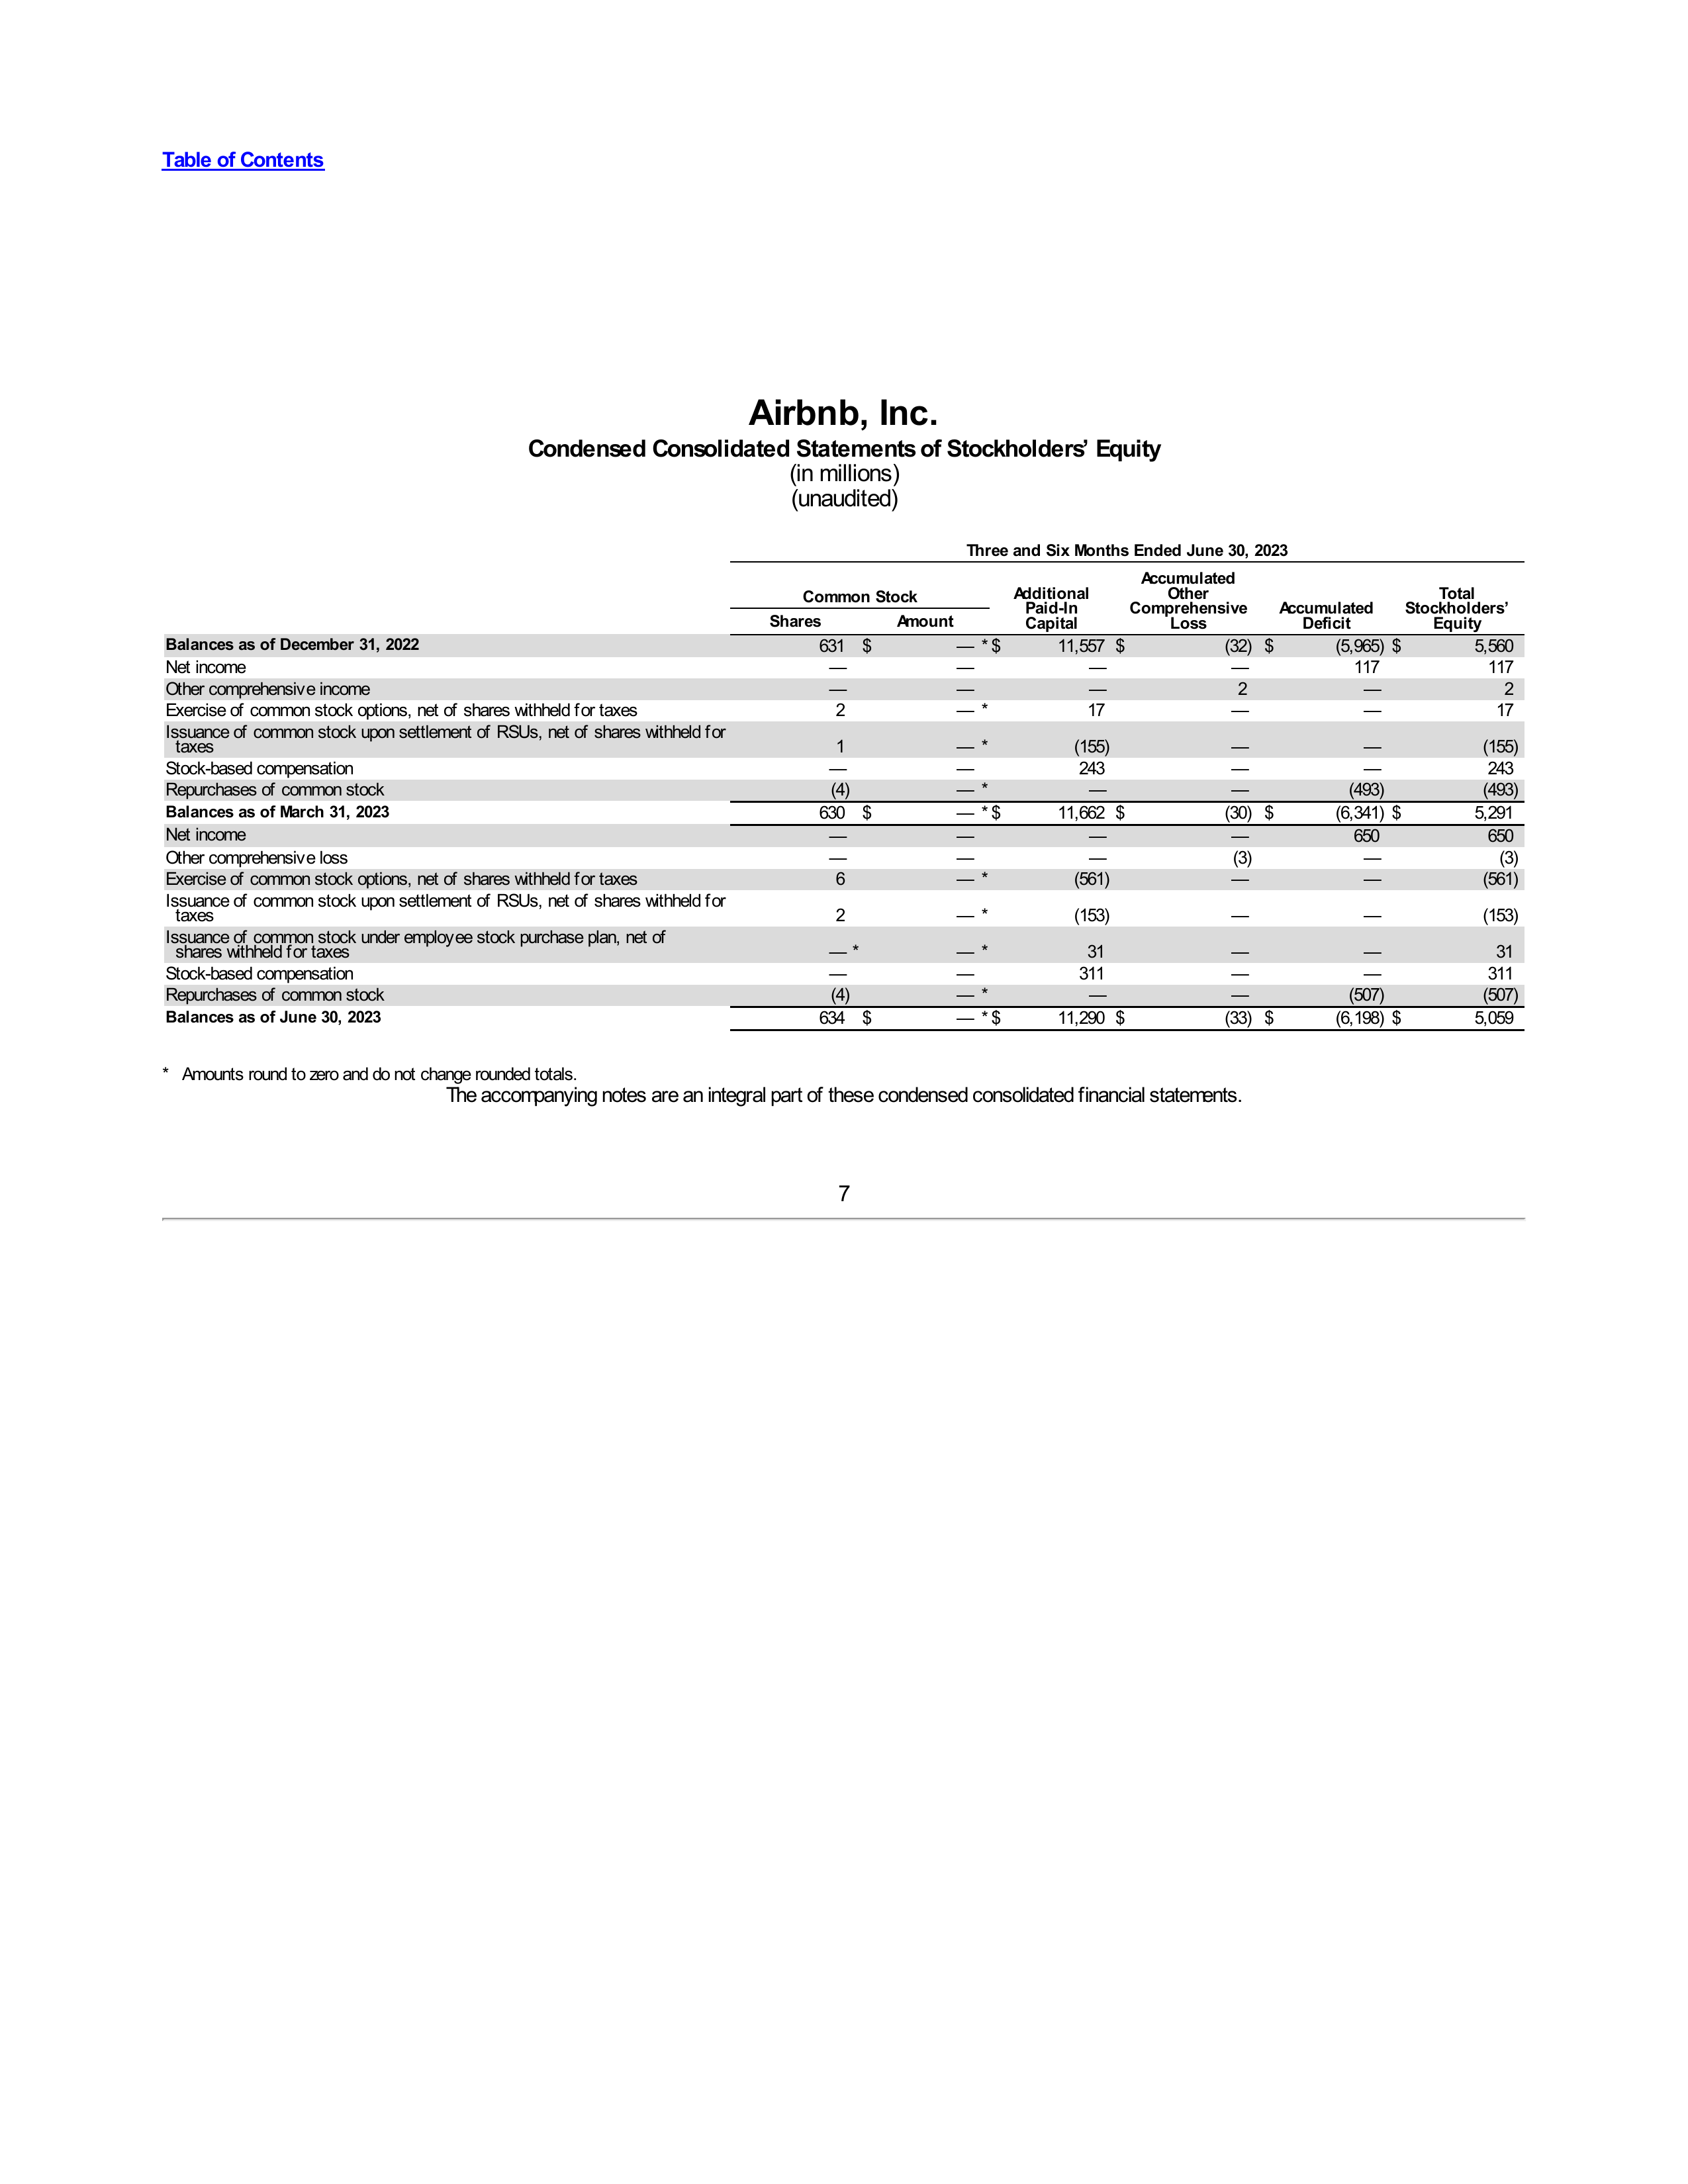 Table of Contents
Airbnb, Inc.
Condensed Consolidated Statements of Stockholders’ Equity
(in millions)
(unaudited)
Three and Six Months Ended June 30, 2023
Common Stock Additional Paid-In Capital Accumulated Other Comprehensive Loss Accumulated Deficit Total Stockholders’ Equity
Shares Amount
Balances as of December 31, 2022 631 $ — * $ 11,557 $ (32) $ (5,965) $ 5,560
Net income — — — — 117 117
Other comprehensive income — — — 2 — 2
Exercise of common stock options, net of shares withheld for taxes 2 — * 17 — — 17
Issuance of common stock upon settlement of RSUs, net of shares withheld for
taxes 1 — * (155) — — (155)
Stock-based compensation — — 243 — — 243
Repurchases of common stock (4) — * — — (493) (493)
Balances as of March 31, 2023 630 $ — * $ 11,662 $ (30) $ (6,341) $ 5,291
Net income — — — — 650 650
Other comprehensive loss — — — (3) — (3)
Exercise of common stock options, net of shares withheld for taxes 6 — * (561) — — (561)
Issuance of common stock upon settlement of RSUs, net of shares withheld for
taxes 2 — * (153) — — (153)
Issuance of common stock under employee stock purchase plan, net of
shares withheld for taxes — * — * 31 — — 31
Stock-based compensation — — 311 — — 311
Repurchases of common stock (4) — * — — (507) (507)
Balances as of June 30, 2023 634 $ — * $ 11,290 $ (33) $ (6,198) $ 5,059
* Amounts round to zero and do not change rounded totals.
The accompanying notes are an integral part of these condensed consolidated financial statements.
7